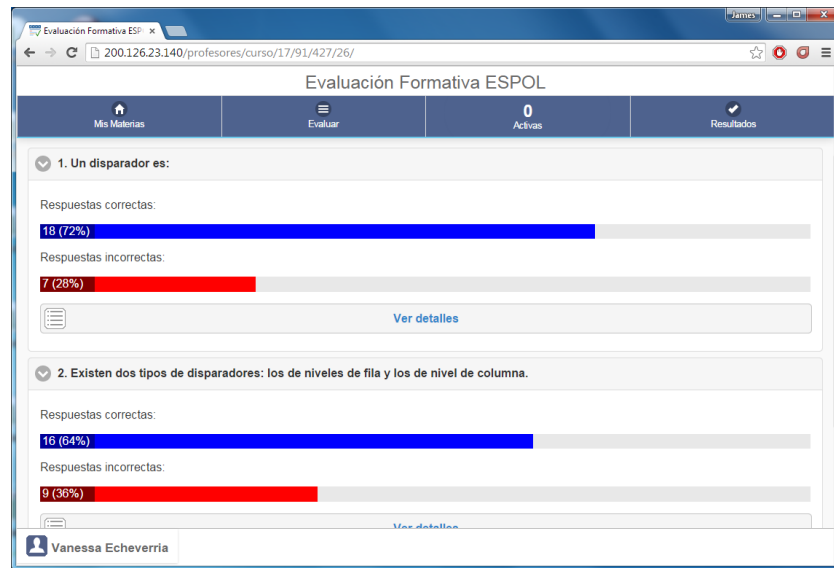 James
Evaluación Formativa ESP
200.126.23.140/profesores/curso/17/91/427/26/
Evaluación Formativa ESPOL
Mis Materias
Evaluar
0
Activas
Resultados
1. Un disparador es:
Respuestas correctas:
18 (72%)
Respuestas incorrectas:
7 (28%)
Ver detalles
2. Existen dos tipos de disparadores: los de niveles de fila y los de nivel de columna.
Respuestas correctas:
16 (64%)
Respuestas incorrectas:
9 (36%)
Ver detalles
Vanessa Echeverria